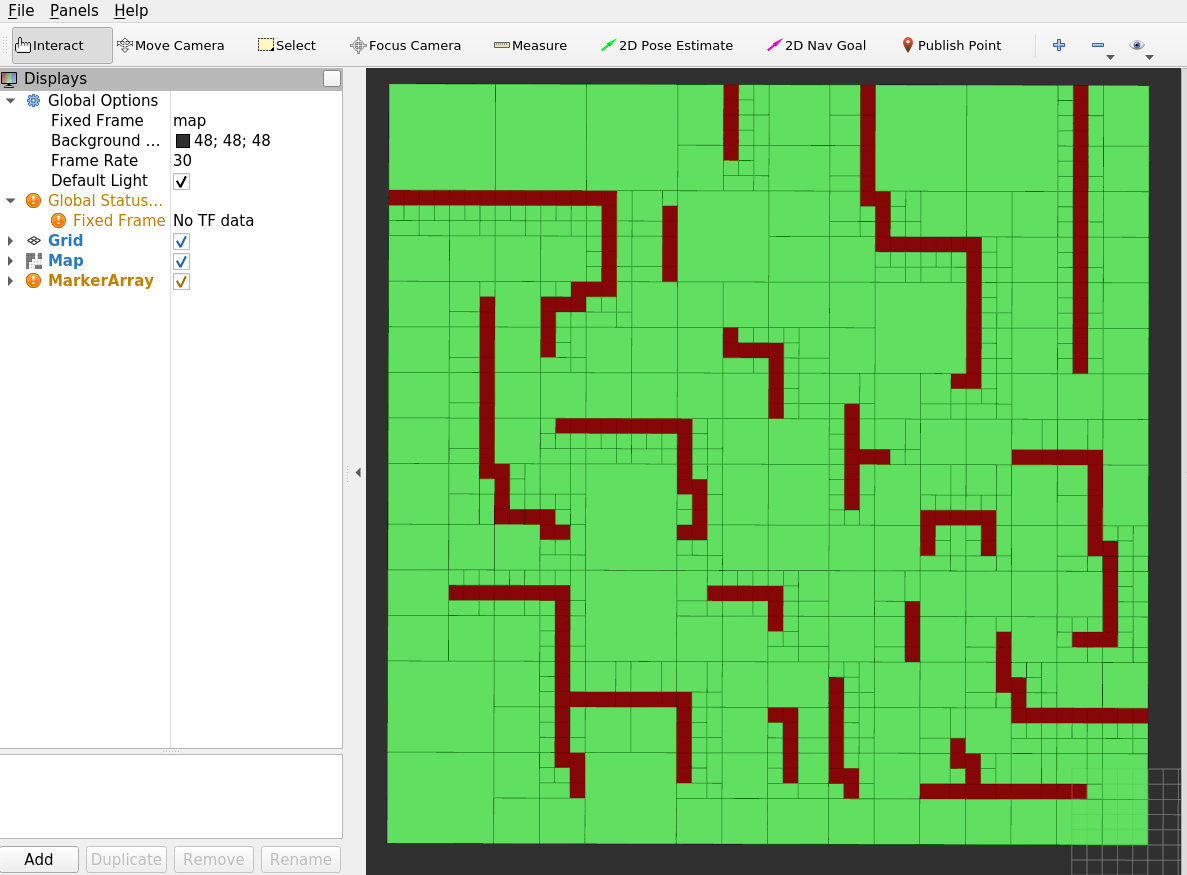 File Panels Help
Interact Move Camera Select Focus Camera Measure 2D Pose Estimate 2D Nav Goal Publish Point
Displays
Global Options
Fixed Frame map
Background ... 48; 48; 48
Frame Rate 30
Default Light
Global Status...
Fixed Frame No TF data
Grid
Map
MarkerArray
Add Duplicate Remove Rename